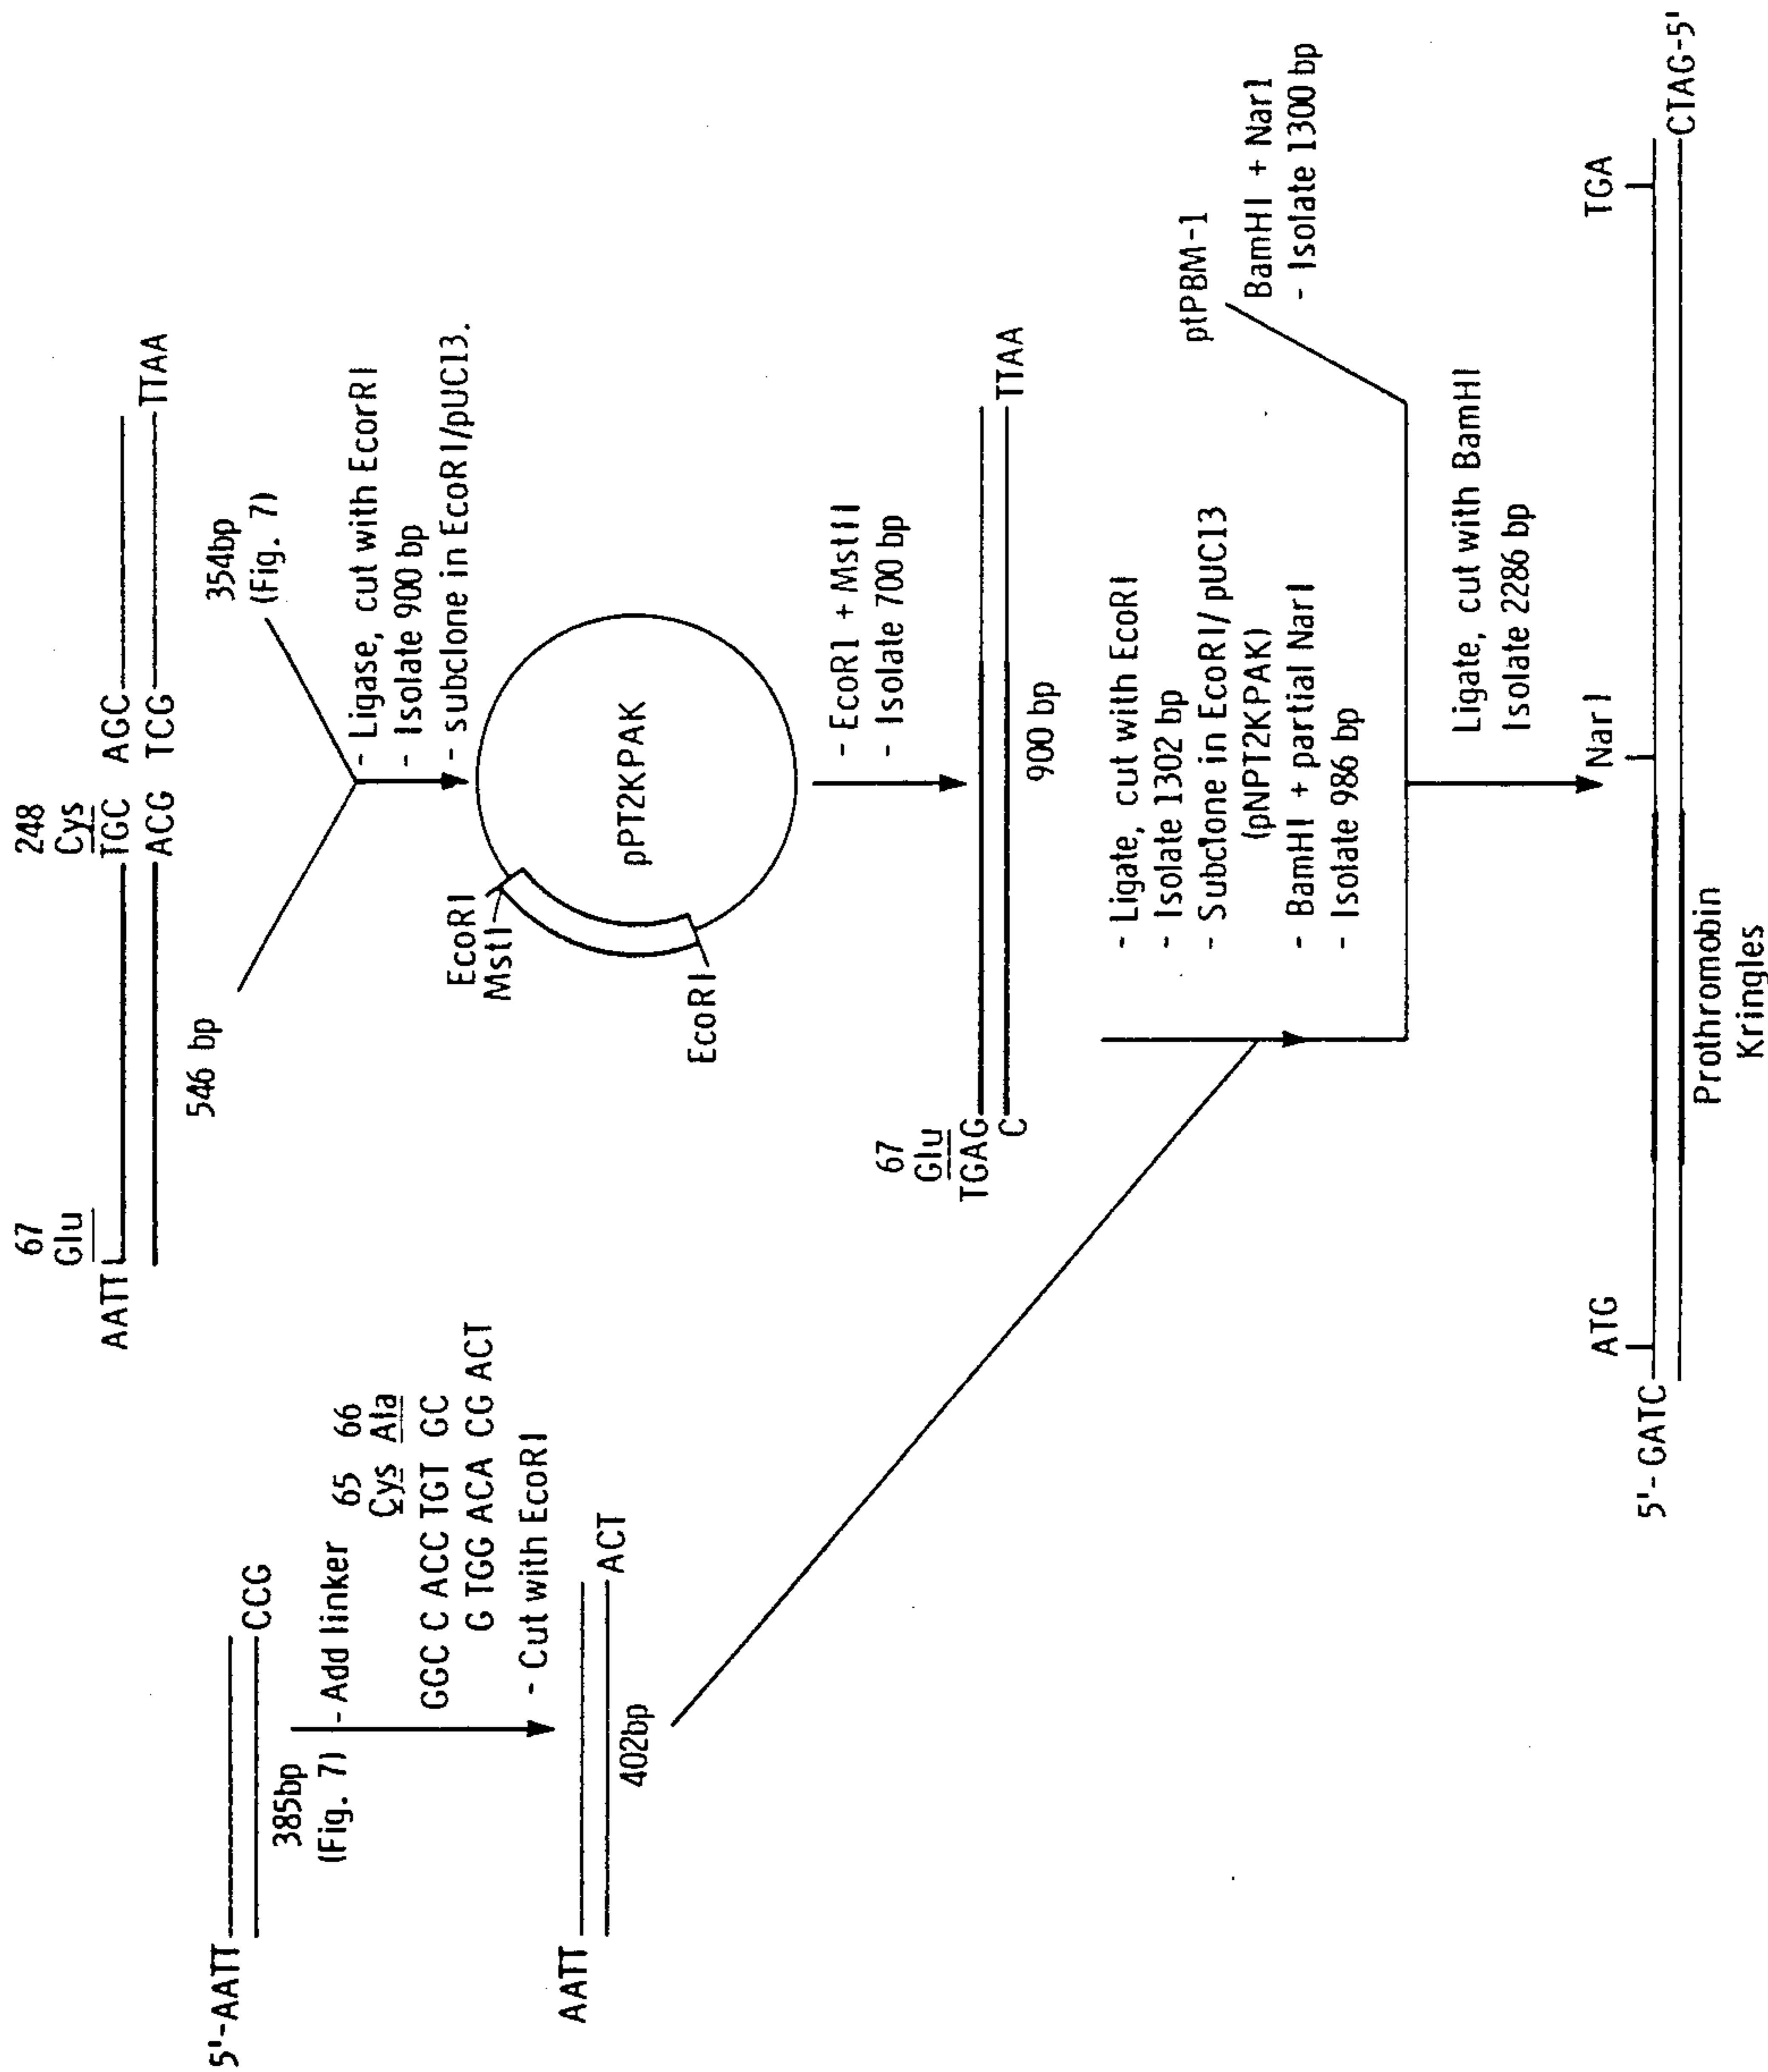 5'-AATT
CCG
385bp
(Fig. 7)
- Add linker
65 66
Cys Ala
GGC C ACC TGT GC
G TGG ACA CG ACT
- Cut with EcoRI
AATT
ACT
402bp
67
Glu
AATT
248
Cys
TGC AGC
ACG TCG
TTAA
546 bp
354bp
(Fig. 7)
- Ligase, cut with EcorRI
- Isolate 900 bp
- subclone in EcoRI/pUC13.
EcoRI
MstI
pPT2KPAK
EcoRI
- EcoRI + MstII
- Isolate 700 bp
67
Glu
TGAG
C
TTAA
900 bp
- Ligate, cut with EcoRI
- Isolate 1302 bp
- Subclone in EcoRI/pUC13
(pNPT2KPAK)
- BamHI + partial NarI
- Isolate 986 bp
ptPBM-1
BamHI + NarI
- Isolate 1300 bp
Ligate, cut with BamHI
Isolate 2286 bp
ATG
NarI
TGA
5'-GATC
CTAG-5'
Prothromobin
Kringles